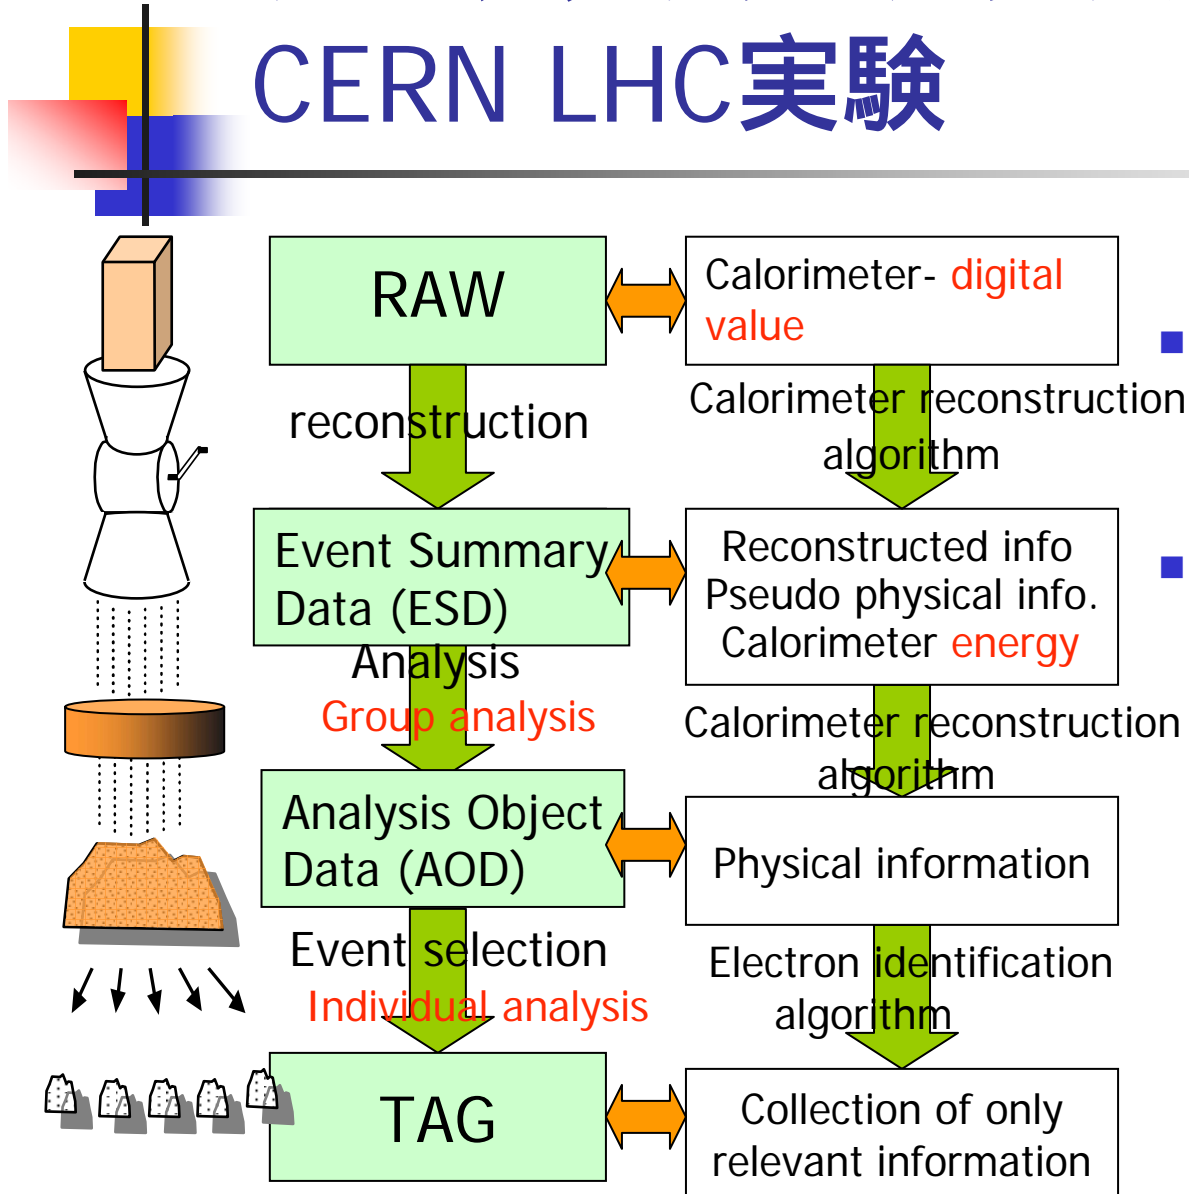 CERN LHC実験
RAW
Calorimeter- digital
value
reconstruction
Calorimeter reconstruction
algorithm
Event Summary
Data (ESD)
Reconstructed info
Pseudo physical info.
Calorimeter energy
Analysis
Group analysis
Calorimeter reconstruction
algorithm
Analysis Object
Data (AOD)
Physical information
Event selection
Individual analysis
Electron identification
algorithm
TAG
Collection of only
relevant information